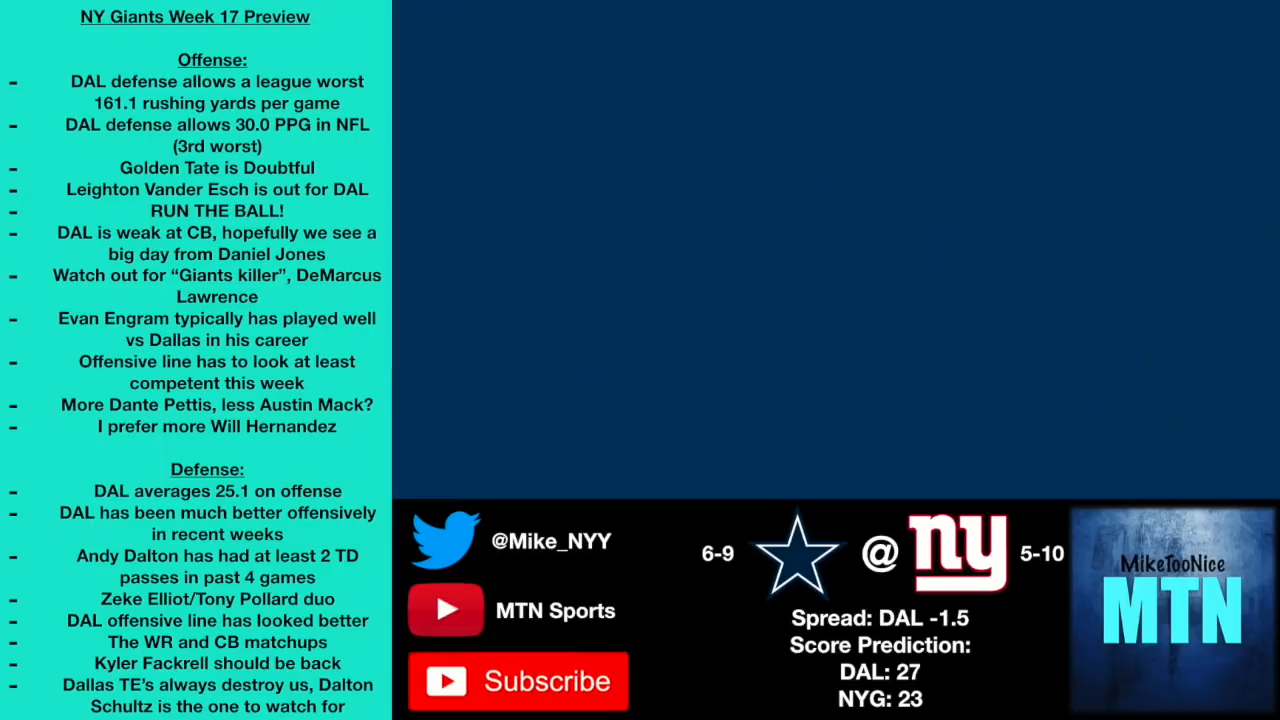 NY Giants Week 17 Preview
Offense:
- DAL defense allows a league worst
161.1 rushing yards per game
- DAL defense allows 30.0 PPG in NFL
(3rd worst)
- Golden Tate is Doubtful
- Leighton Vander Esch is out for DAL
- RUN THE BALL!
- DAL is weak at CB, hopefully we see a
big day from Daniel Jones
- Watch out for “Giants killer”, DeMarcus
Lawrence
- Evan Engram typically has played well
vs Dallas in his career
- Offensive line has to look at least
competent this week
- More Dante Pettis, less Austin Mack?
- I prefer more Will Hernandez
Defense:
- DAL averages 25.1 on offense
- DAL has been much better offensively
in recent weeks
- Andy Dalton has had at least 2 TD
passes in past 4 games
- Zeke Elliot/Tony Pollard duo
- DAL offensive line has looked better
- The WR and CB matchups
- Kyler Fackrell should be back
- Dallas TE’s always destroy us, Dalton
Schultz is the one to watch for
@Mike_NYY
MTN Sports
Subscribe
6-9 @ ny 5-10
Spread: DAL -1.5
Score Prediction:
DAL: 27
NYG: 23
MikeTooNice
MTN